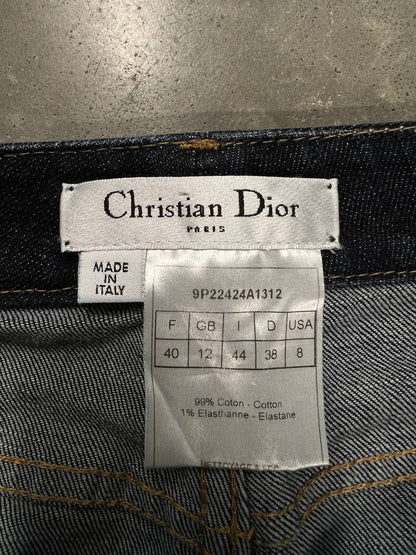 Christian Dior
PARIS
MADE
IN
ITALY
9P22424A1312
F GB I D USA
40 12 44 38 8
99% Coton - Cotton
1% Elasthanne - Elastane